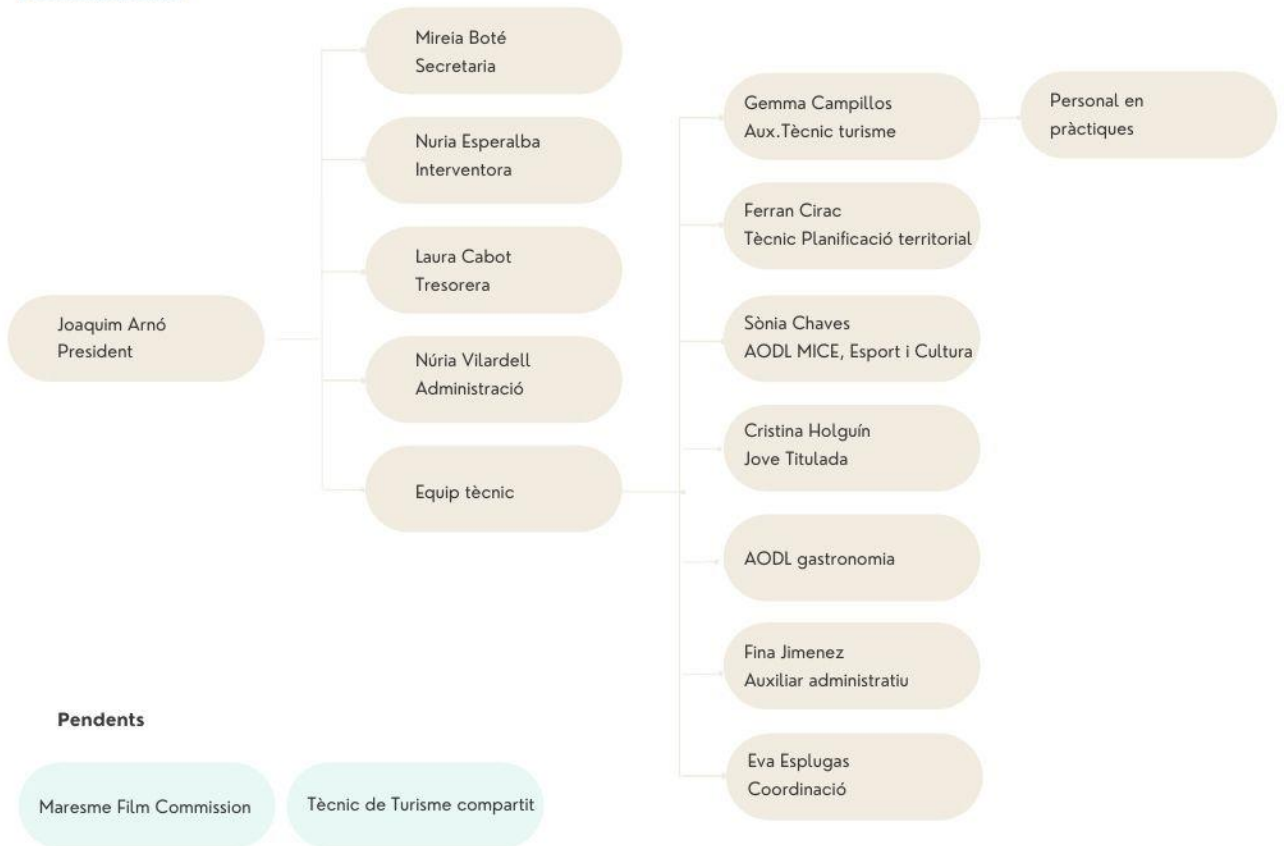 Mireia Boté
Secretaria
Nuria Esperalba
Interventora
Laura Cabot
Tresorera
Joaquim Arnó
President
Núria Vilardell
Administració
Equip tècnic
Gemma Campillos
Aux.Tècnic turisme
Personal en
pràctiques
Ferran Cirac
Tècnic Planificació territorial
Sònia Chaves
AODL MICE, Esport i Cultura
Cristina Holguín
Jove Titulada
AODL gastronomia
Fina Jimenez
Auxiliar administratiu
Eva Esplugas
Coordinació
Pendents
Maresme Film Commission
Tècnic de Turisme compartit